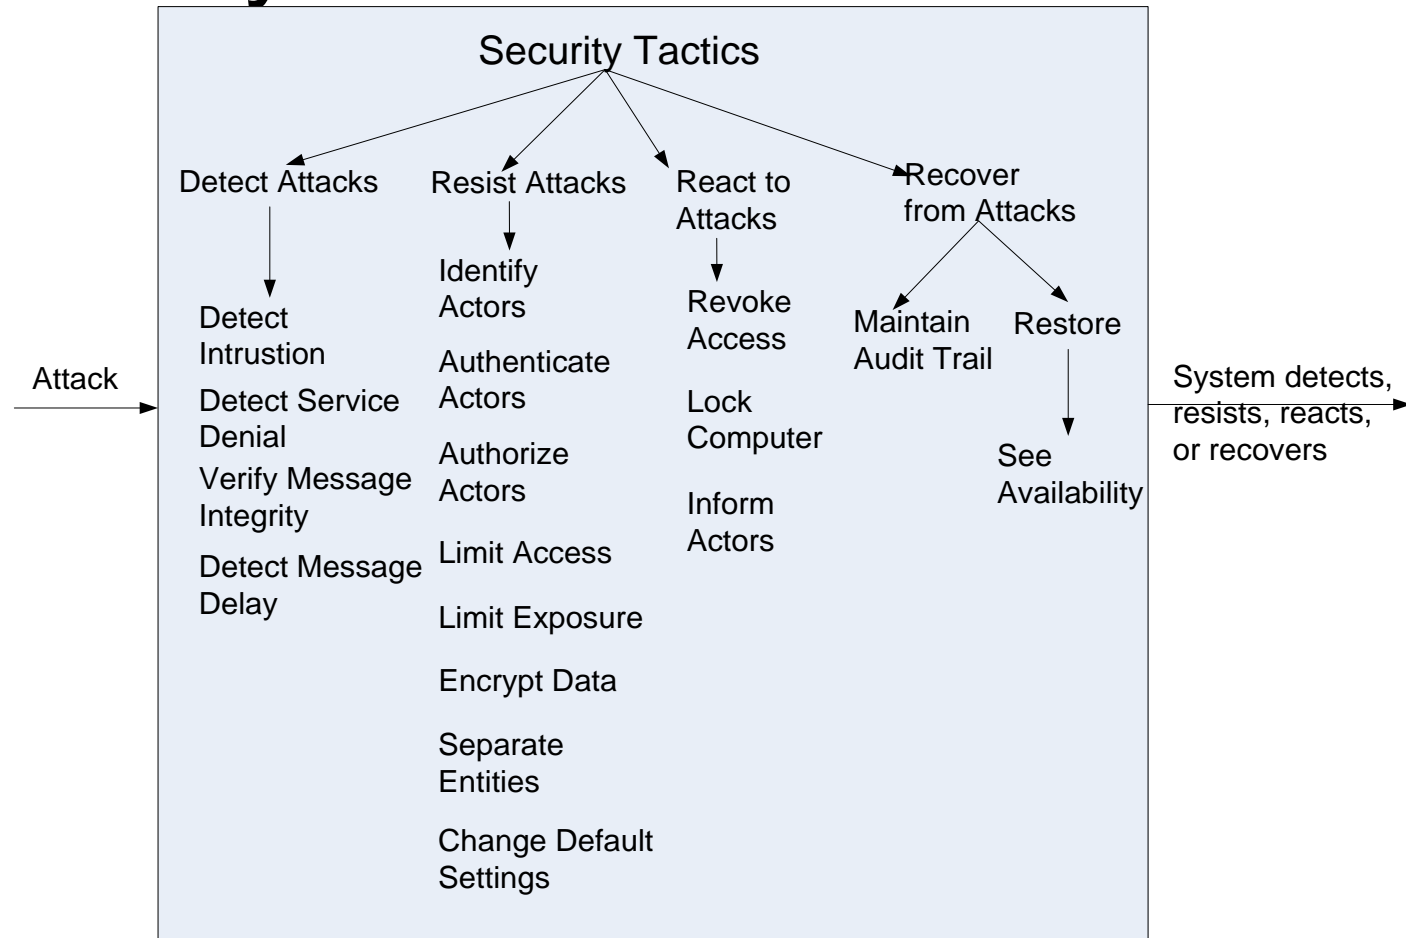 Security Tactics
Detect Attacks
Resist Attacks
React to
Attacks
Recover
from Attacks
Detect
Intrustion
Detect Service
Denial
Verify Message
Integrity
Detect Message
Delay
Identify
Actors
Authenticate
Actors
Authorize
Actors
Limit Access
Limit Exposure
Encrypt Data
Separate
Entities
Change Default
Settings
Revoke
Access
Lock
Computer
Inform
Actors
Maintain
Audit Trail
Restore
See
Availability
Attack
System detects,
resists, reacts,
or recovers